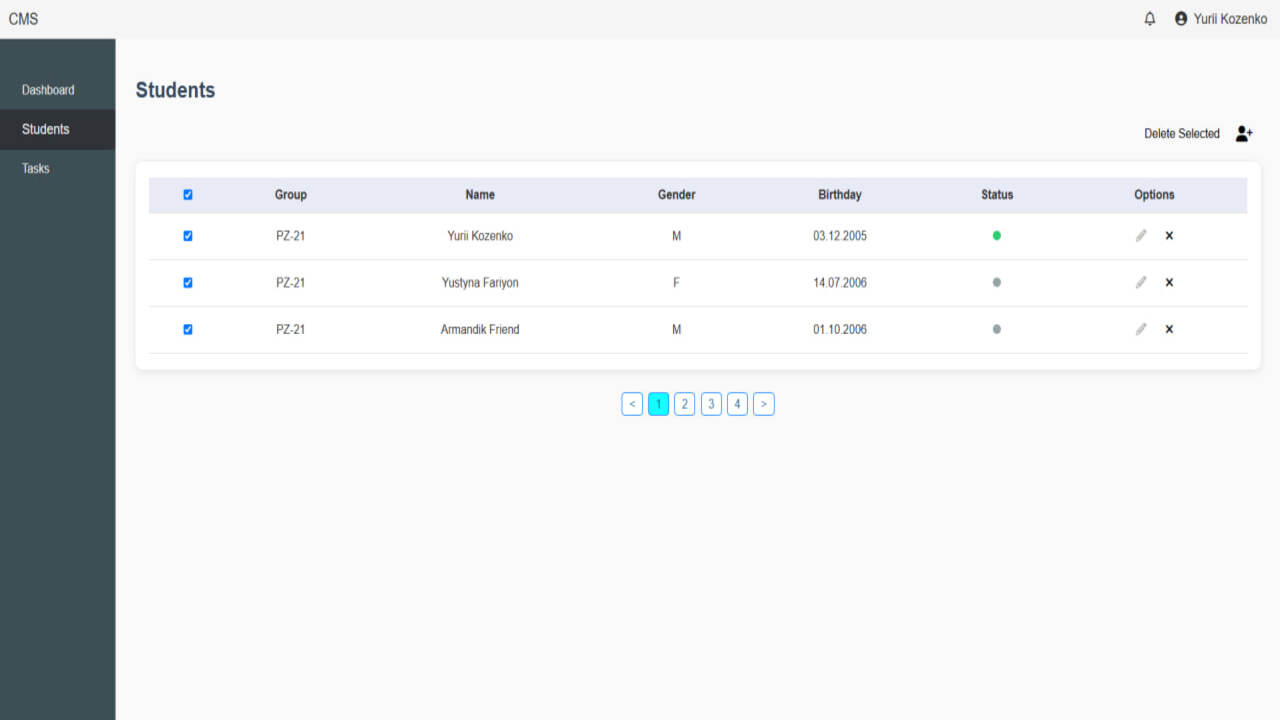 CMS Yurii Kozenko
Dashboard
Students
Students
Delete Selected
Tasks
Group Name Gender Birthday Status Options
PZ-21 Yurii Kozenko M 03.12.2005
PZ-21 Yustyna Fariyon F 14.07.2006
PZ-21 Armandik Friend M 01.10.2006
< 1 2 3 4 >